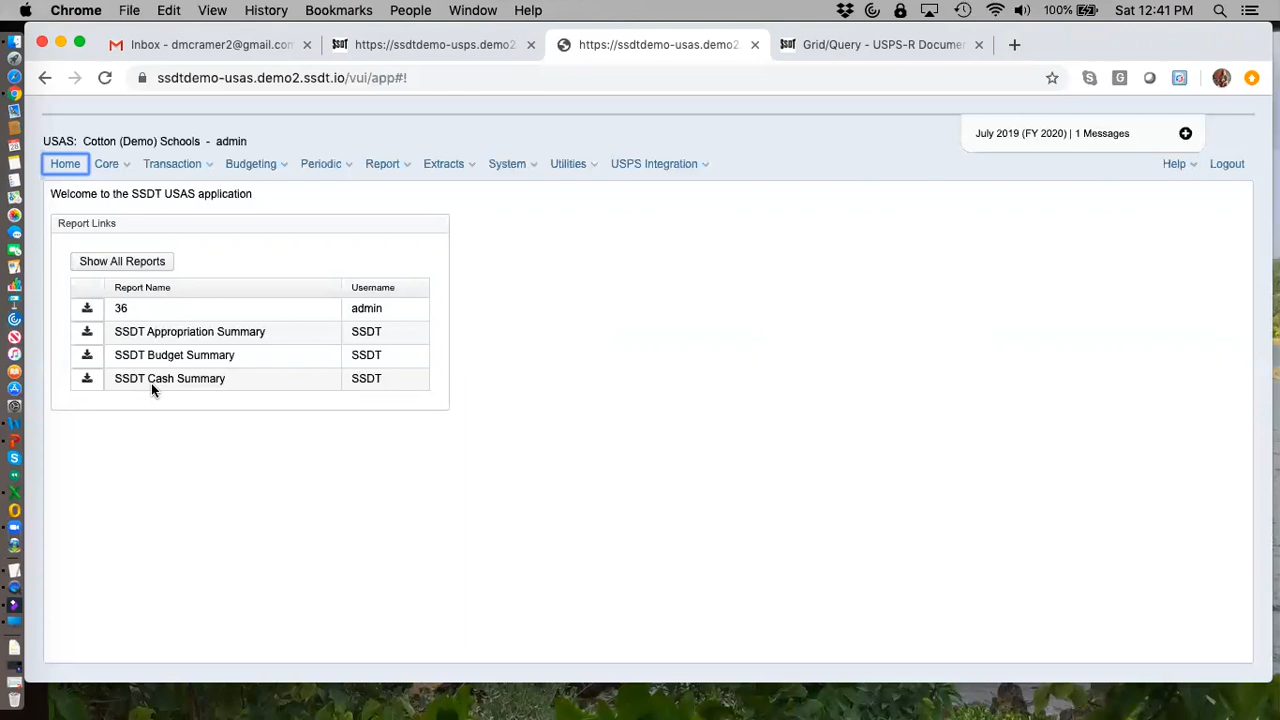 Chrome File Edit View History Bookmarks People Window Help 100% Sat 12:41 PM
Inbox - dmcramer2@gmail.con https://ssdtdemo-usps.demo2 https://ssdtdemo-usas.demo2 Grid/Query - USPS-R Documen
ssdtdemo-usas.demo2.ssdt.io/vui/app#!
July 2019 (FY 2020) | 1 Messages
USAS: Cotton (Demo) Schools - admin
Home Core Transaction Budgeting Periodic Report Extracts System Utilities USPS Integration Help Logout
Welcome to the SSDT USAS application
Report Links
Show All Reports
Report Name Username
36 admin
SSDT Appropriation Summary SSDT
SSDT Budget Summary SSDT
SSDT Cash Summary SSDT